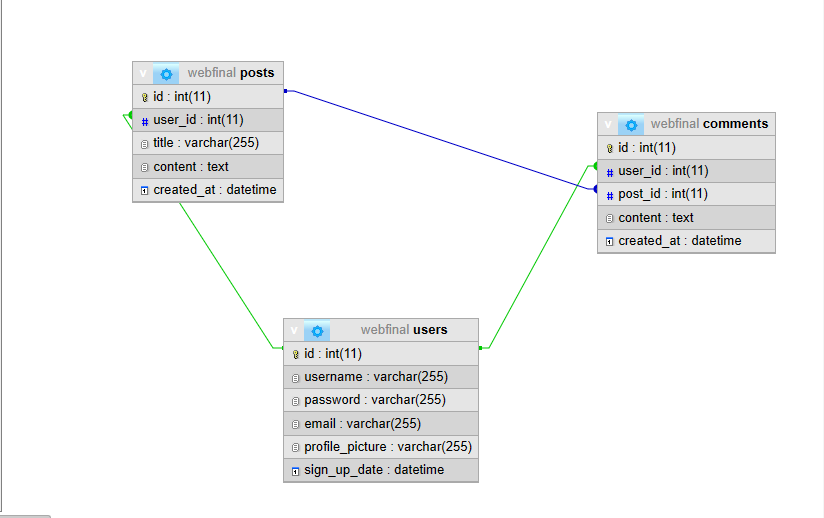 v webfinal posts
id : int(11)
# user_id : int(11)
title : varchar(255)
content : text
created_at : datetime
v webfinal comments
id : int(11)
# user_id : int(11)
# post_id : int(11)
content : text
created_at : datetime
v webfinal users
id : int(11)
username : varchar(255)
password : varchar(255)
email : varchar(255)
profile_picture : varchar(255)
sign_up_date : datetime